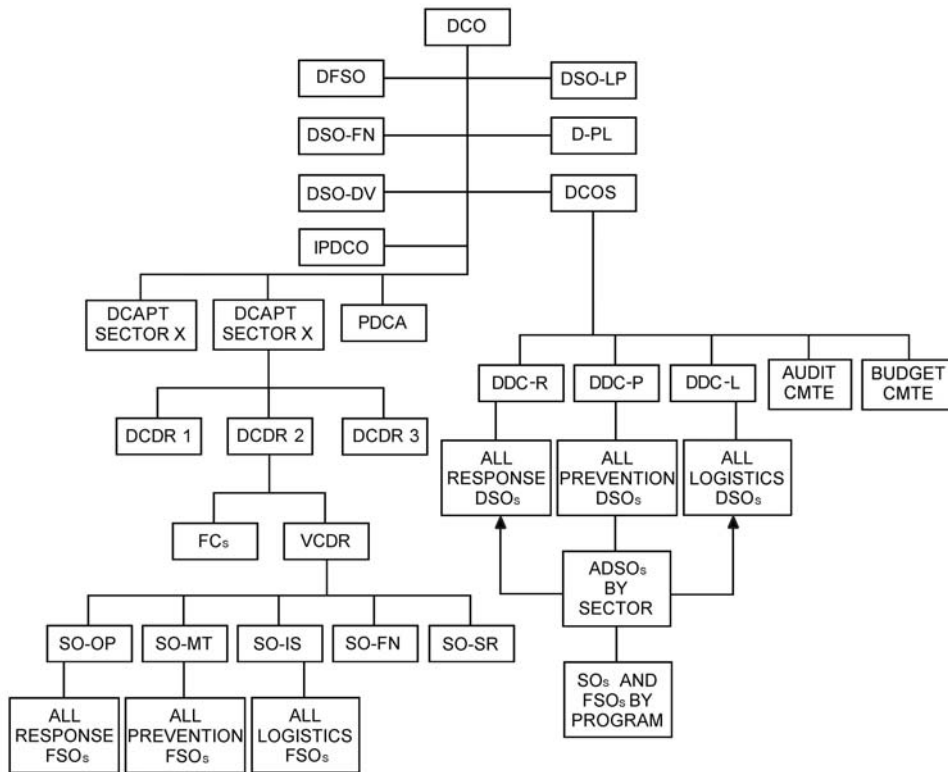 DCO
DFSO
DSO-LP
DSO-FN
D-PL
DSO-DV
DCOS
IPDCO
DCAPT
SECTOR X
DCAPT
SECTOR X
PDCA
DDC-R
DDC-P
DDC-L
AUDIT
CMTE
BUDGET
CMTE
DCDR 1
DCDR 2
DCDR 3
ALL
RESPONSE
DSOs
ALL
PREVENTION
DSOs
ALL
LOGISTICS
DSOs
FCs
VCDR
ADSOs
BY
SECTOR
SO-OP
SO-MT
SO-IS
SO-FN
SO-SR
SOs AND
FSOs BY
PROGRAM
ALL
RESPONSE
FSOs
ALL
PREVENTION
FSOs
ALL
LOGISTICS
FSOs